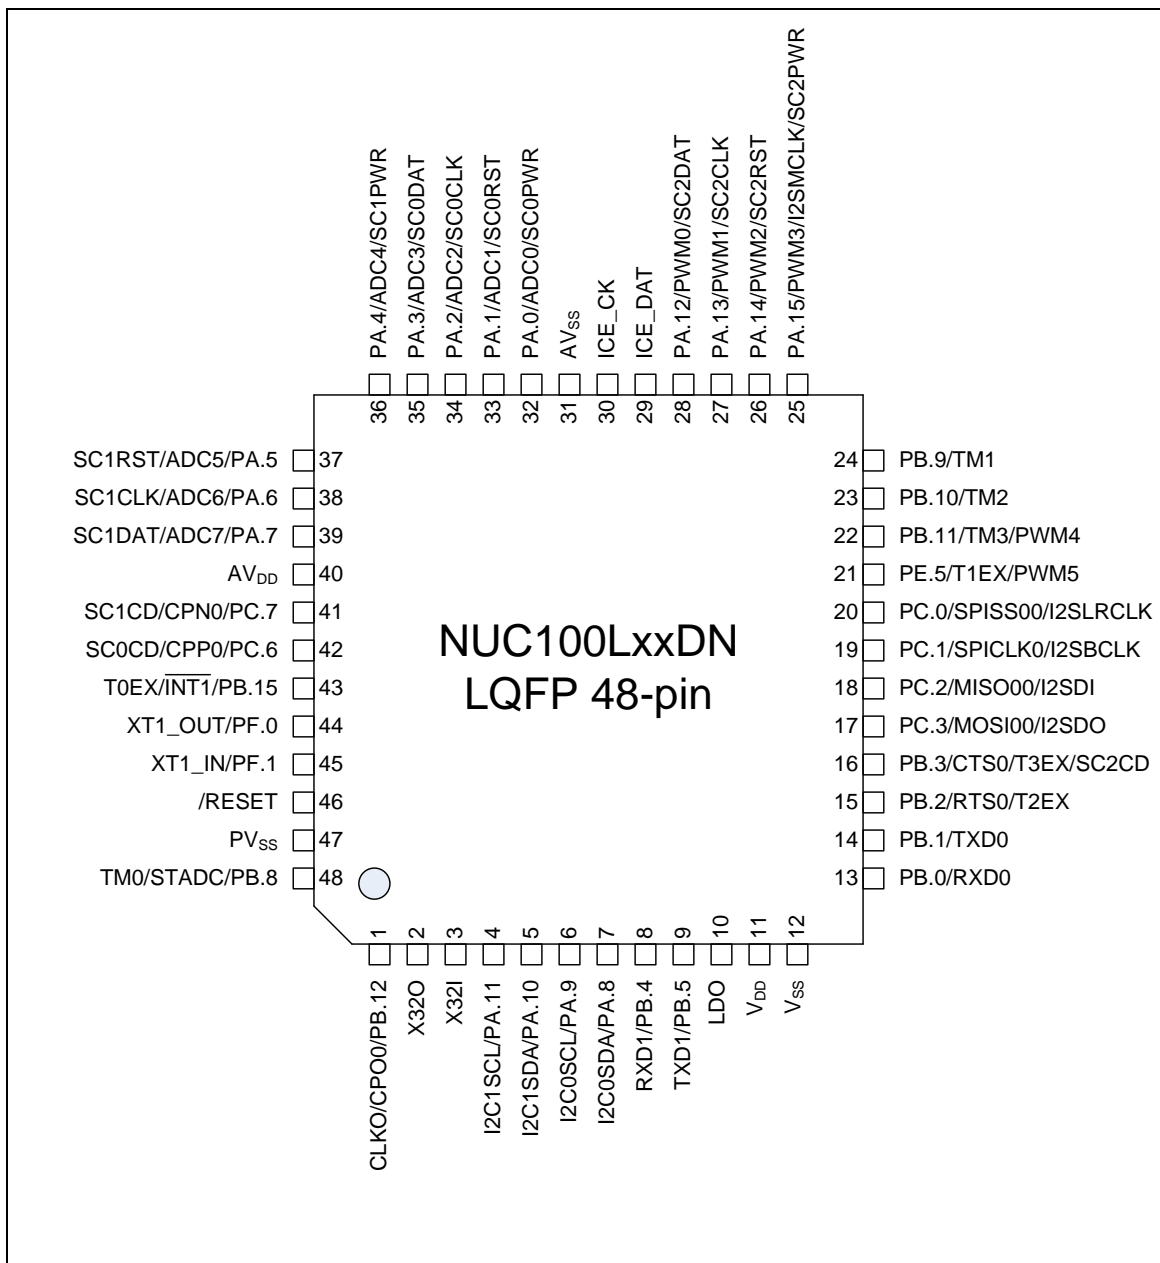 PA.4/ADC4/SC1PWR
PA.3/ADC3/SC0DAT
PA.2/ADC2/SC0CLK
PA.1/ADC1/SC0RST
PA.0/ADC0/SC0PWR
AVSS
ICE_CK
ICE_DAT
PA.12/PWM0/SC2DAT
PA.13/PWM1/SC2CLK
PA.14/PWM2/SC2RST
PA.15/PWM3/I2SMCLK/SC2PWR
36
35
34
33
32
31
30
29
28
27
26
25
SC1RST/ADC5/PA.5 37
SC1CLK/ADC6/PA.6 38
SC1DAT/ADC7/PA.7 39
AVDD 40
SC1CD/CPN0/PC.7 41
SC0CD/CPP0/PC.6 42
T0EX/INT1/PB.15 43
XT1_OUT/PF.0 44
XT1_IN/PF.1 45
/RESET 46
PVSS 47
TM0/STADC/PB.8 48
NUC100LxxDN
LQFP 48-pin
24 PB.9/TM1
23 PB.10/TM2
22 PB.11/TM3/PWM4
21 PE.5/T1EX/PWM5
20 PC.0/SPISS00/I2SLRCLK
19 PC.1/SPICLK0/I2SBCLK
18 PC.2/MISO00/I2SDI
17 PC.3/MOSI00/I2SDO
16 PB.3/CTS0/T3EX/SC2CD
15 PB.2/RTS0/T2EX
14 PB.1/TXD0
13 PB.0/RXD0
1
2
3
4
5
6
7
8
9
10
11
12
CLKO/CPO0/PB.12
X32O
X32I
I2C1SCL/PA.11
I2C1SDA/PA.10
I2C0SCL/PA.9
I2C0SDA/PA.8
RXD1/PB.4
TXD1/PB.5
LDO
VDD
VSS